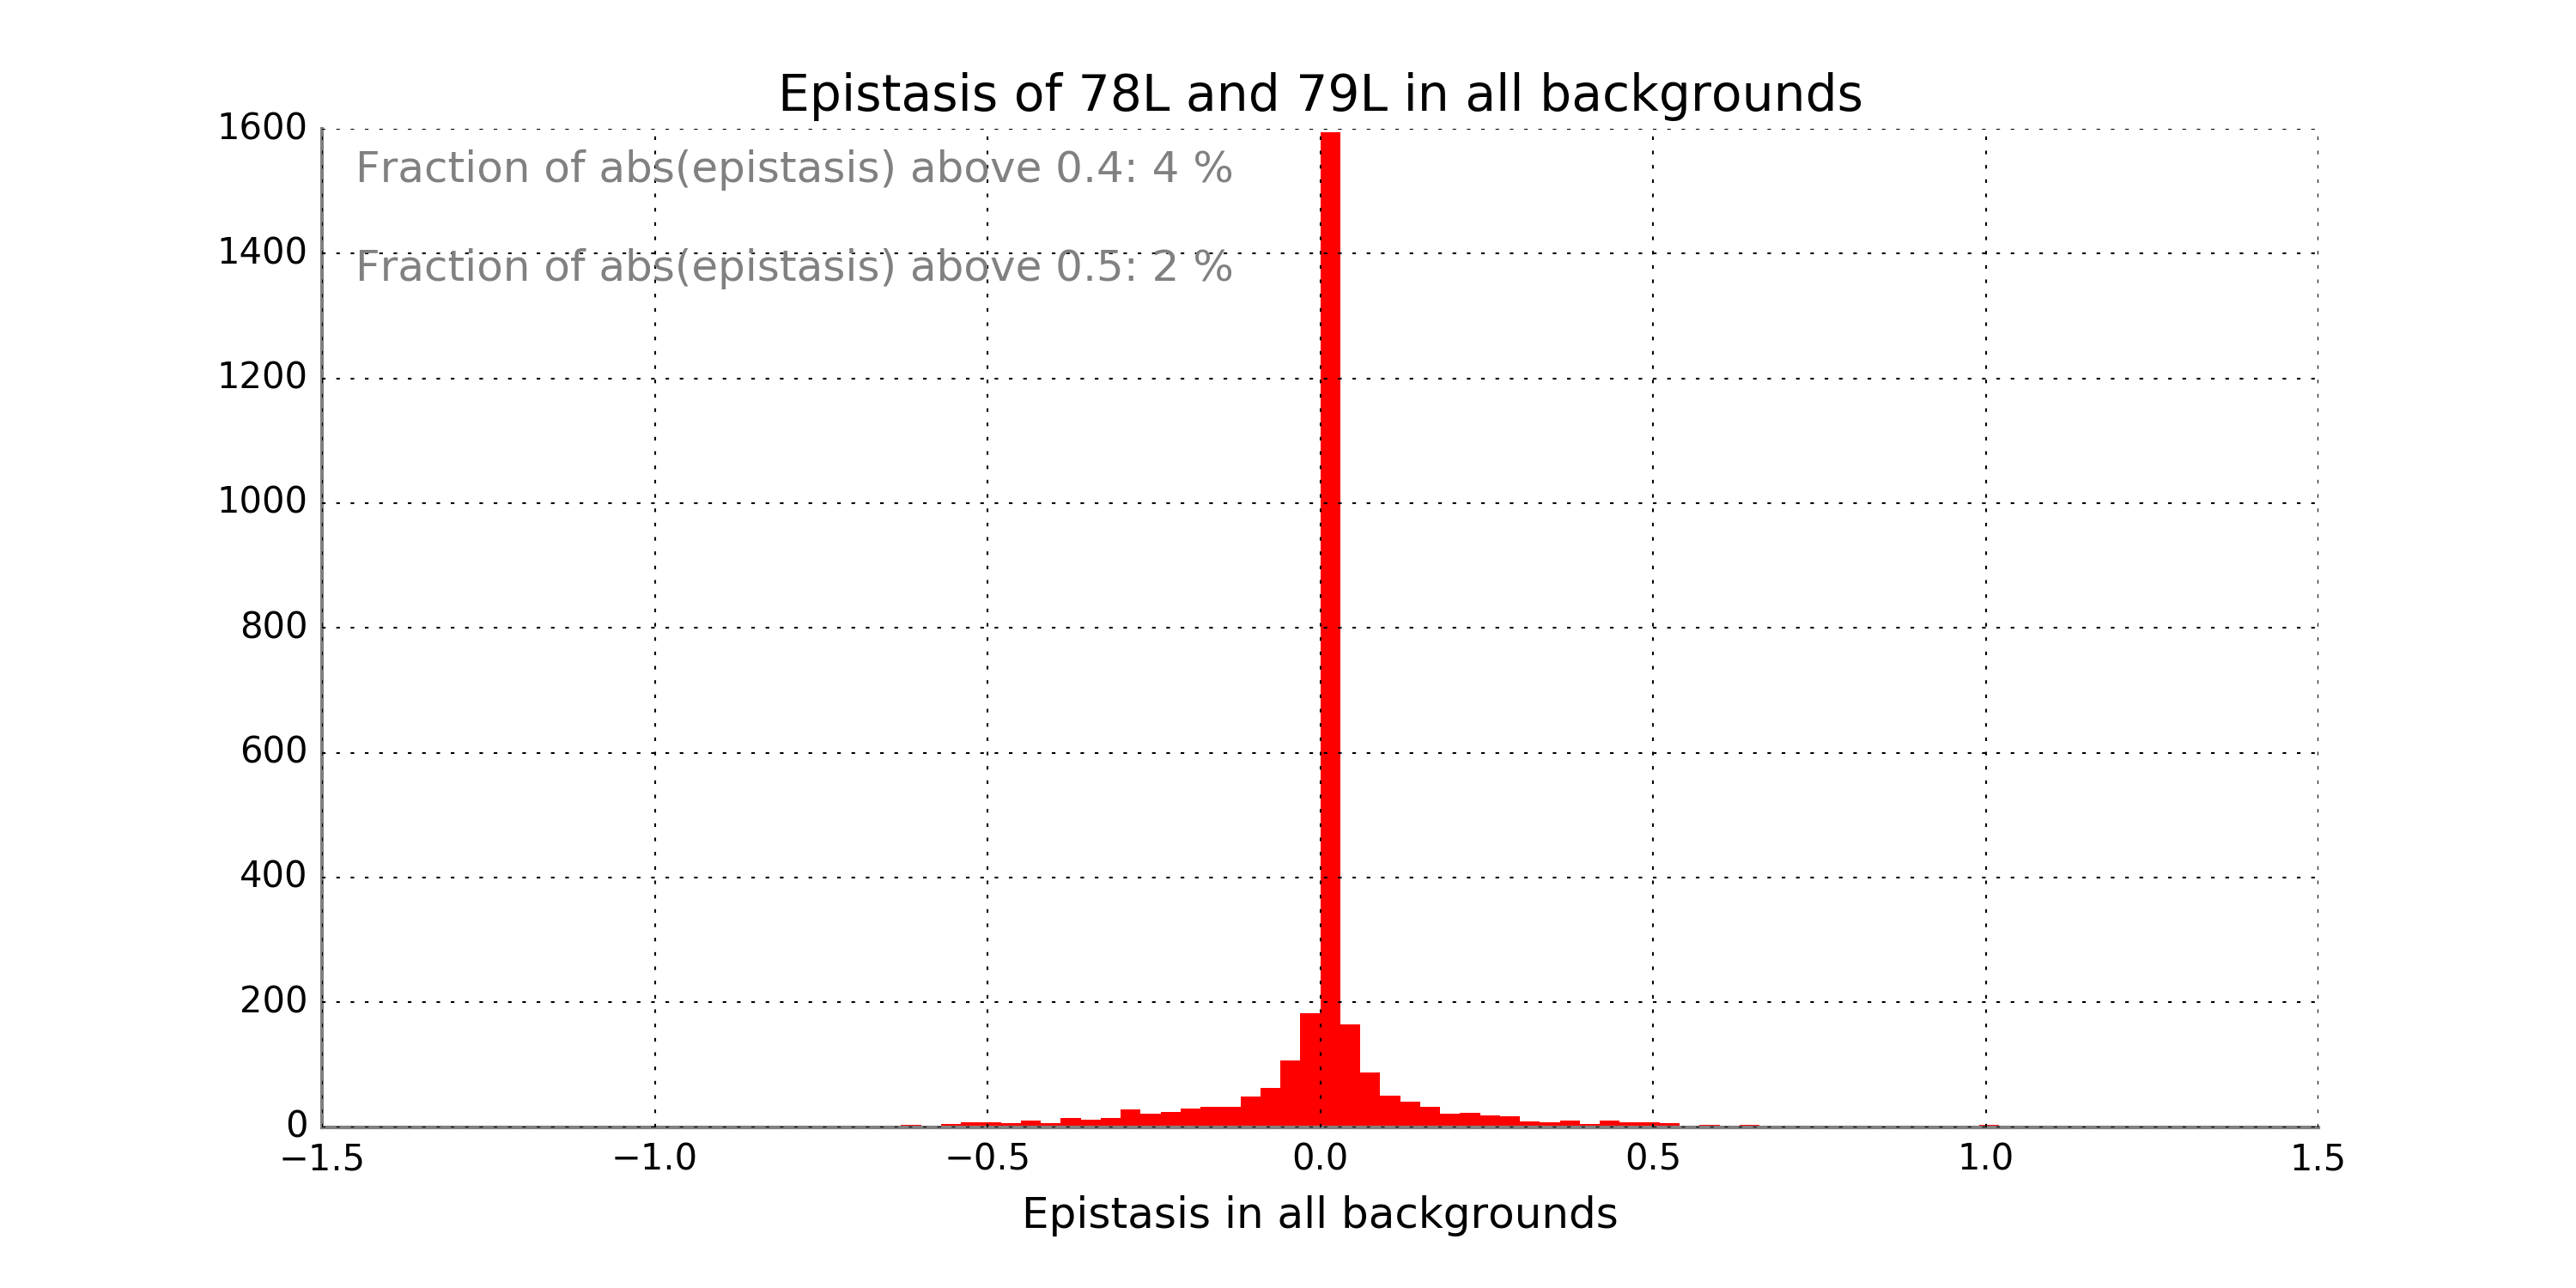 Epistasis of 78L and 79L in all backgrounds
1600
Fraction of abs(epistasis) above 0.4: 4 %
1400
Fraction of abs(epistasis) above 0.5: 2 %
1200
1000
800
600
400
200
0
−1.5 −1.0 −0.5 0.0 0.5 1.0 1.5
Epistasis in all backgrounds